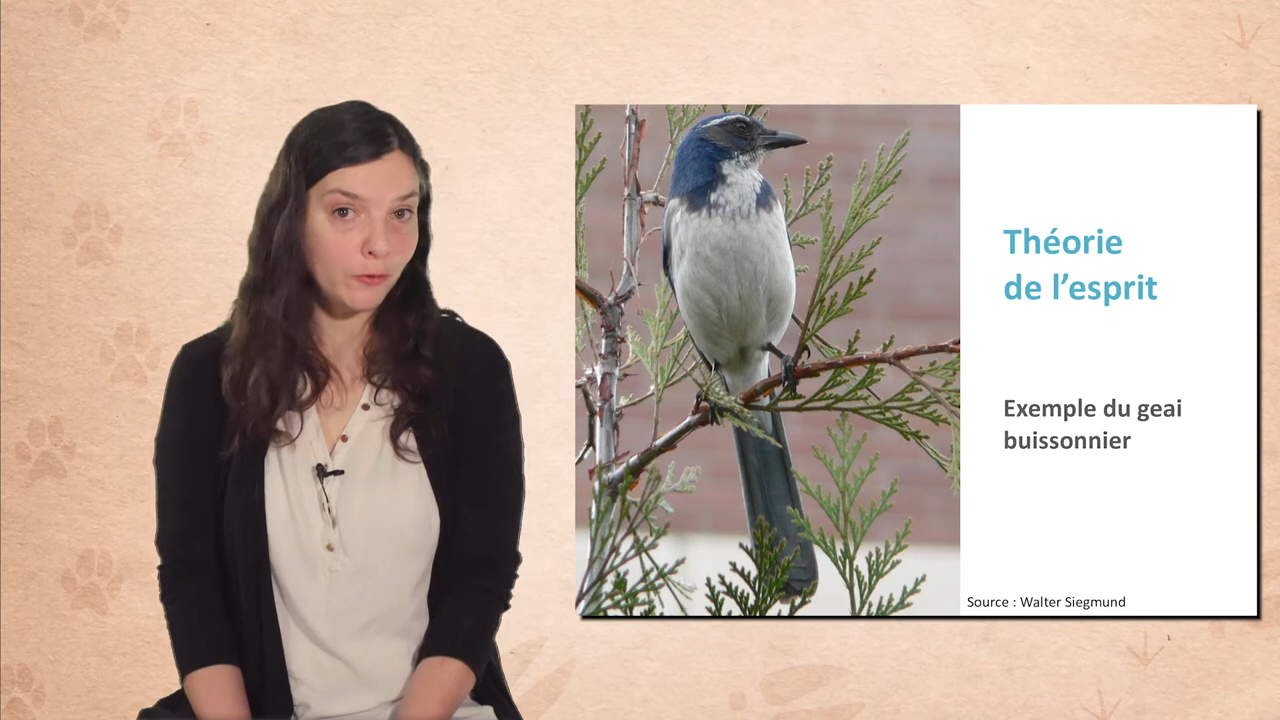 Théorie
de l’esprit
Exemple du geai
buissonnier
Source : Walter Siegmund